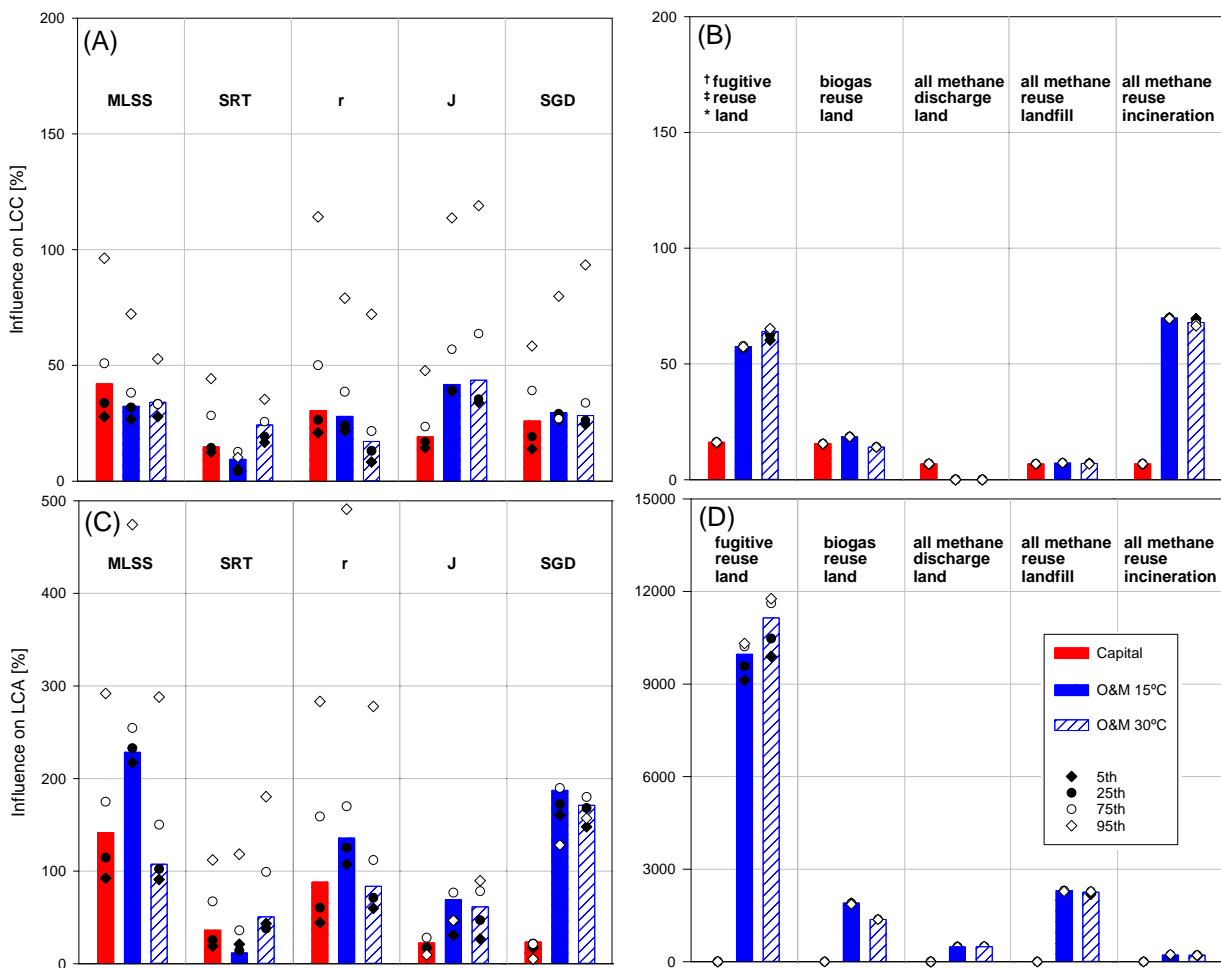 (A)
Influence on LCC [%]
200
150
100
50
0
MLSS SRT r J SGD
(B)
200
150
100
50
0
† fugitive
‡ reuse
* land
biogas
reuse
land
all methane
discharge
land
all methane
reuse
landfill
all methane
reuse
incineration
(C)
Influence on LCA [%]
500
400
300
200
100
0
MLSS SRT r J SGD
(D)
15000
12000
9000
6000
3000
0
fugitive
reuse
land
biogas
reuse
land
all methane
discharge
land
all methane
reuse
landfill
all methane
reuse
incineration
Capital
O&M 15ºC
O&M 30ºC
5th
25th
75th
95th